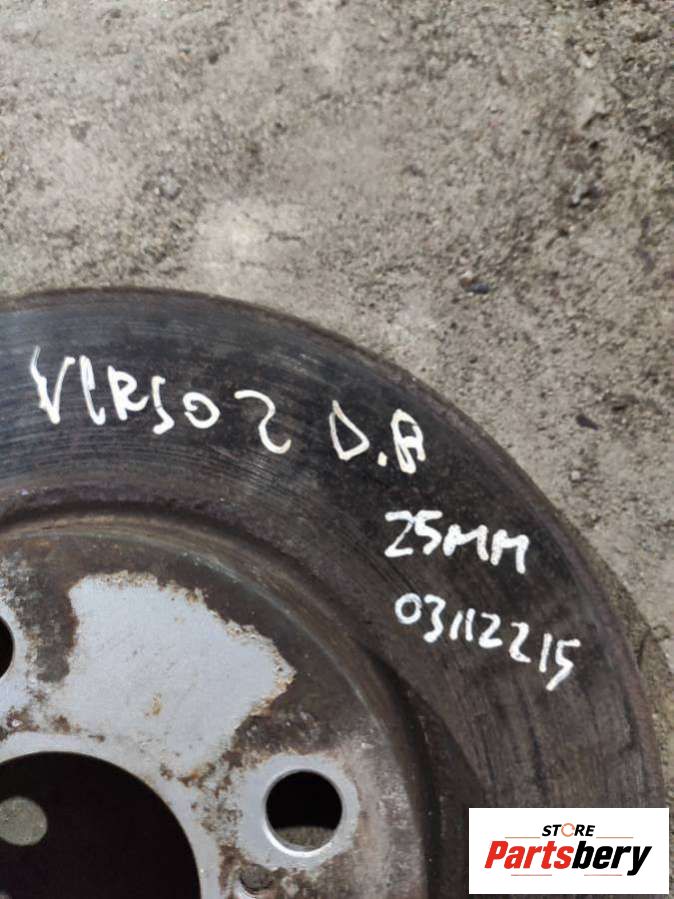 VERSO 2 D.A
25MM
03112215
STORE
Partsbery